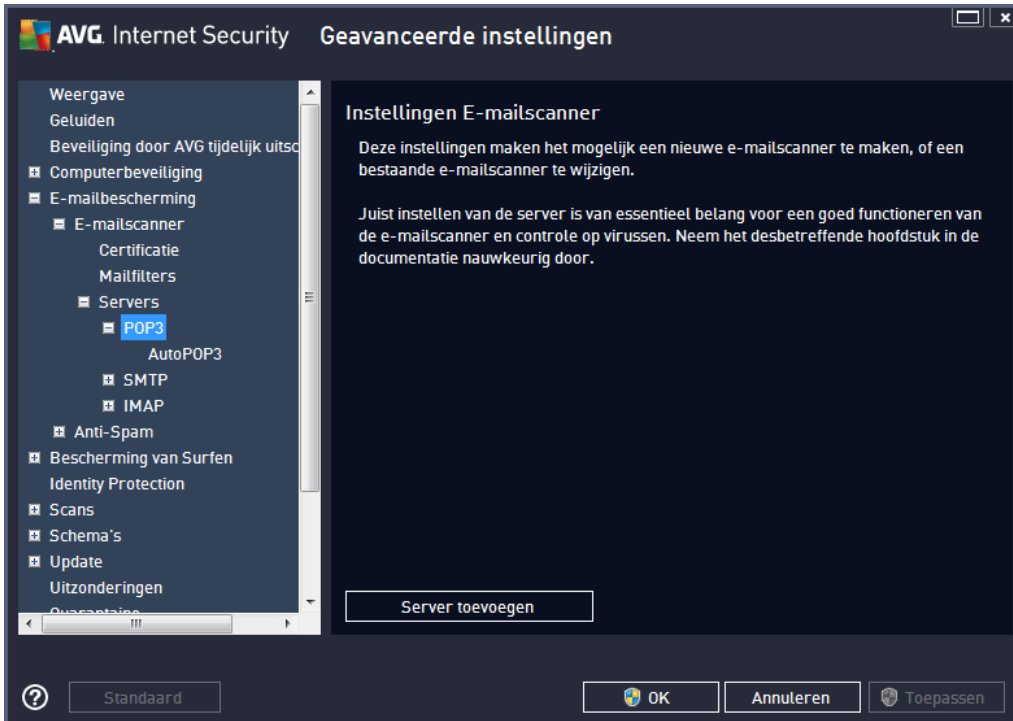 AVG. Internet Security Geavanceerde instellingen
Weergave
Geluiden
Beveiliging door AVG tijdelijk uitsc
Computerbeveiliging
E-mailbescherming
E-mailscanner
Certificatie
Mailfilters
Servers
POP3
AutoPOP3
SMTP
IMAP
Anti-Spam
Bescherming van Surfen
Identity Protection
Scans
Schema's
Update
Uitzonderingen
Quarantaine
Instellingen E-mailscanner
Deze instellingen maken het mogelijk een nieuwe e-mailscanner te maken, of een
bestaande e-mailscanner te wijzigen.
Juist instellen van de server is van essentieel belang voor een goed functioneren van
de e-mailscanner en controle op virussen. Neem het desbetreffende hoofdstuk in de
documentatie nauwkeurig door.
Server toevoegen
Standaard
OK
Annuleren
Toepassen